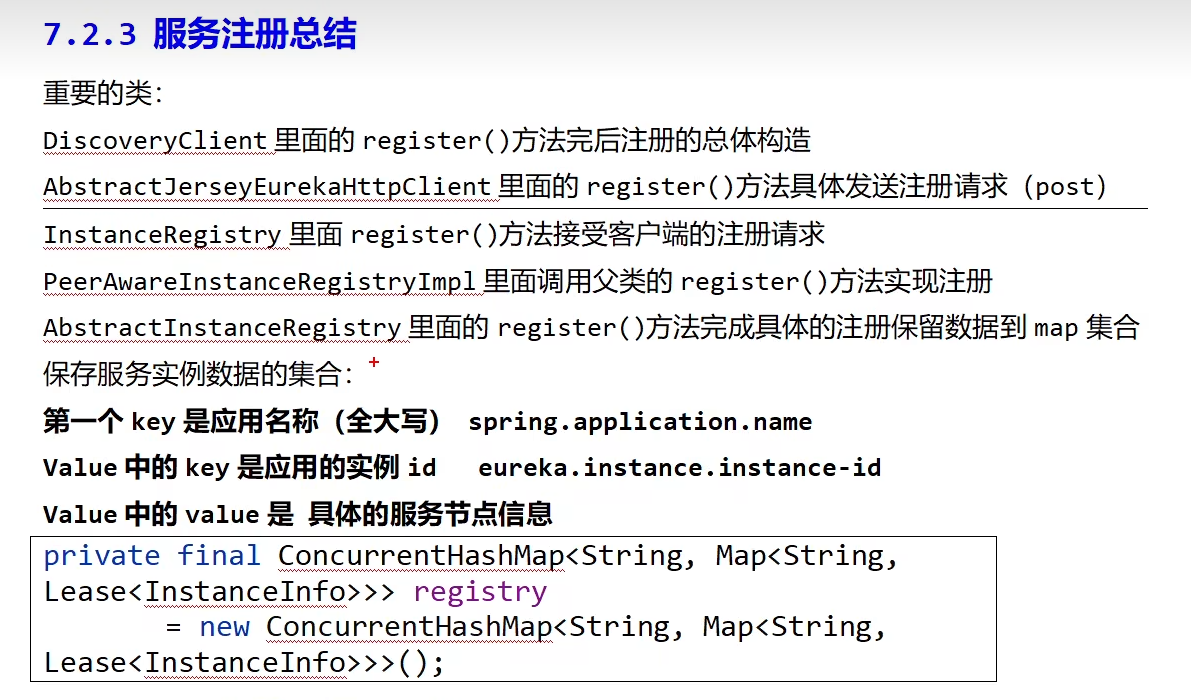 7.2.3 服务注册总结
重要的类：
DiscoveryClient 里面的 register()方法完后注册的总体构造
AbstractJerseyEurekaHttpClient 里面的 register()方法具体发送注册请求（post）
InstanceRegistry 里面 register()方法接受客户端的注册请求
PeerAwareInstanceRegistryImpl 里面调用父类的 register()方法实现注册
AbstractInstanceRegistry 里面的 register()方法完成具体的注册保留数据到 map 集合
保存服务实例数据的集合：
第一个 key 是应用名称（全大写） spring.application.name
Value 中的 key 是应用的实例 id eureka.instance.instance-id
Value 中的 value 是 具体的服务节点信息
private final ConcurrentHashMap<String, Map<String,
Lease<InstanceInfo>>> registry
= new ConcurrentHashMap<String, Map<String,
Lease<InstanceInfo>>>();